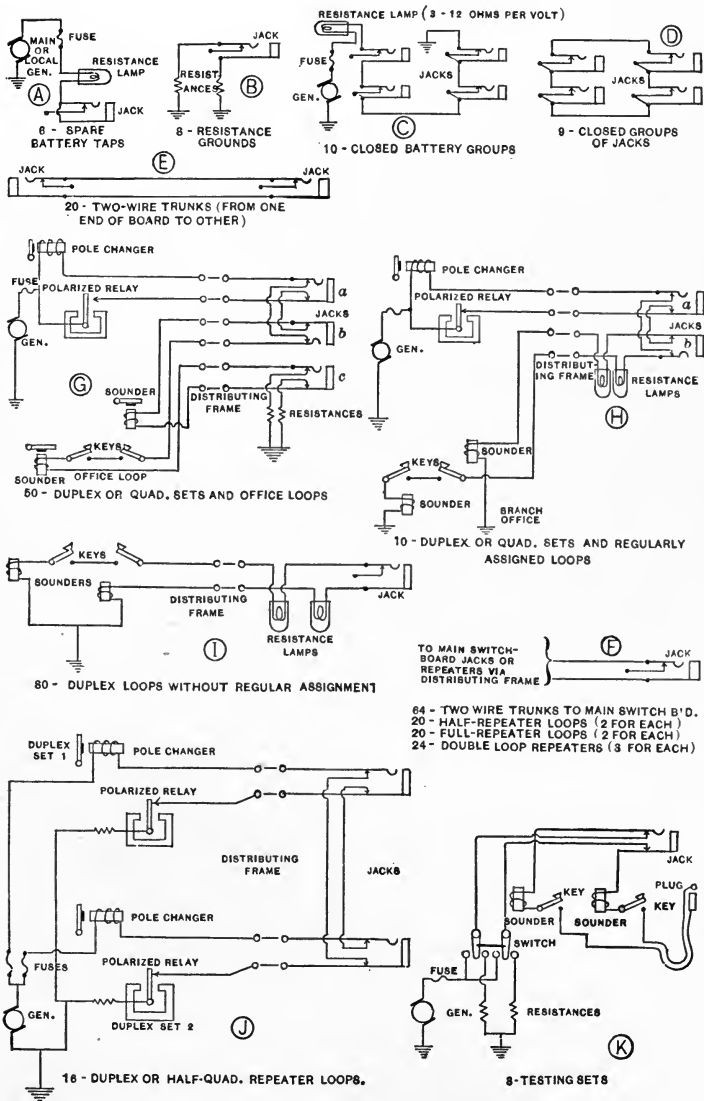 MAIN
OR
LOCAL
GEN.
FUSE
RESISTANCE
LAMP
A
JACK
6 - SPARE
BATTERY TAPS
JACK
RESIST
ANCES
B
8 - RESISTANCE
GROUNDS
RESISTANCE LAMP (3 - 12 OHMS PER VOLT)
FUSE
GEN.
JACKS
C
10 - CLOSED BATTERY GROUPS
D
JACKS
9 - CLOSED GROUPS
OF JACKS
E
JACK
JACK
20 - TWO-WIRE TRUNKS (FROM ONE
END OF BOARD TO OTHER)
POLE CHANGER
FUSE
POLARIZED RELAY
GEN.
a
JACKS
b
c
G
SOUNDER
DISTRIBUTING
FRAME
RESISTANCES
KEYS
OFFICE LOOP
SOUNDER
50 - DUPLEX OR QUAD. SETS AND OFFICE LOOPS
POLE CHANGER
POLARIZED RELAY
GEN.
a
JACKS
b
DISTRIBUT-
ING FRAME
RESISTANCE
LAMPS
H
SOUNDER
KEYS
SOUNDER
BRANCH
OFFICE
10 - DUPLEX OR QUAD. SETS AND REGULARLY
ASSIGNED LOOPS
KEYS
SOUNDERS
DISTRIBUTING
FRAME
JACK
RESISTANCE
LAMPS
I
80 - DUPLEX LOOPS WITHOUT REGULAR ASSIGNMENT
TO MAIN SWITCH-
BOARD JACKS OR
REPEATERS VIA
DISTRIBUTING FRAME
F
JACK
64 - TWO WIRE TRUNKS TO MAIN SWITCH B'D.
20 - HALF-REPEATER LOOPS (2 FOR EACH)
20 - FULL-REPEATER LOOPS (2 FOR EACH)
24 - DOUBLE LOOP REPEATERS (3 FOR EACH)
DUPLEX
SET 1
POLE CHANGER
POLARIZED RELAY
DISTRIBUTING
FRAME
JACKS
POLE CHANGER
FUSES
POLARIZED RELAY
GEN.
DUPLEX SET 2
J
16 - DUPLEX OR HALF-QUAD. REPEATER LOOPS.
JACK
PLUG
KEY
KEY
SOUNDER
SOUNDER
SWITCH
FUSE
GEN.
RESISTANCES
K
8-TESTING SETS